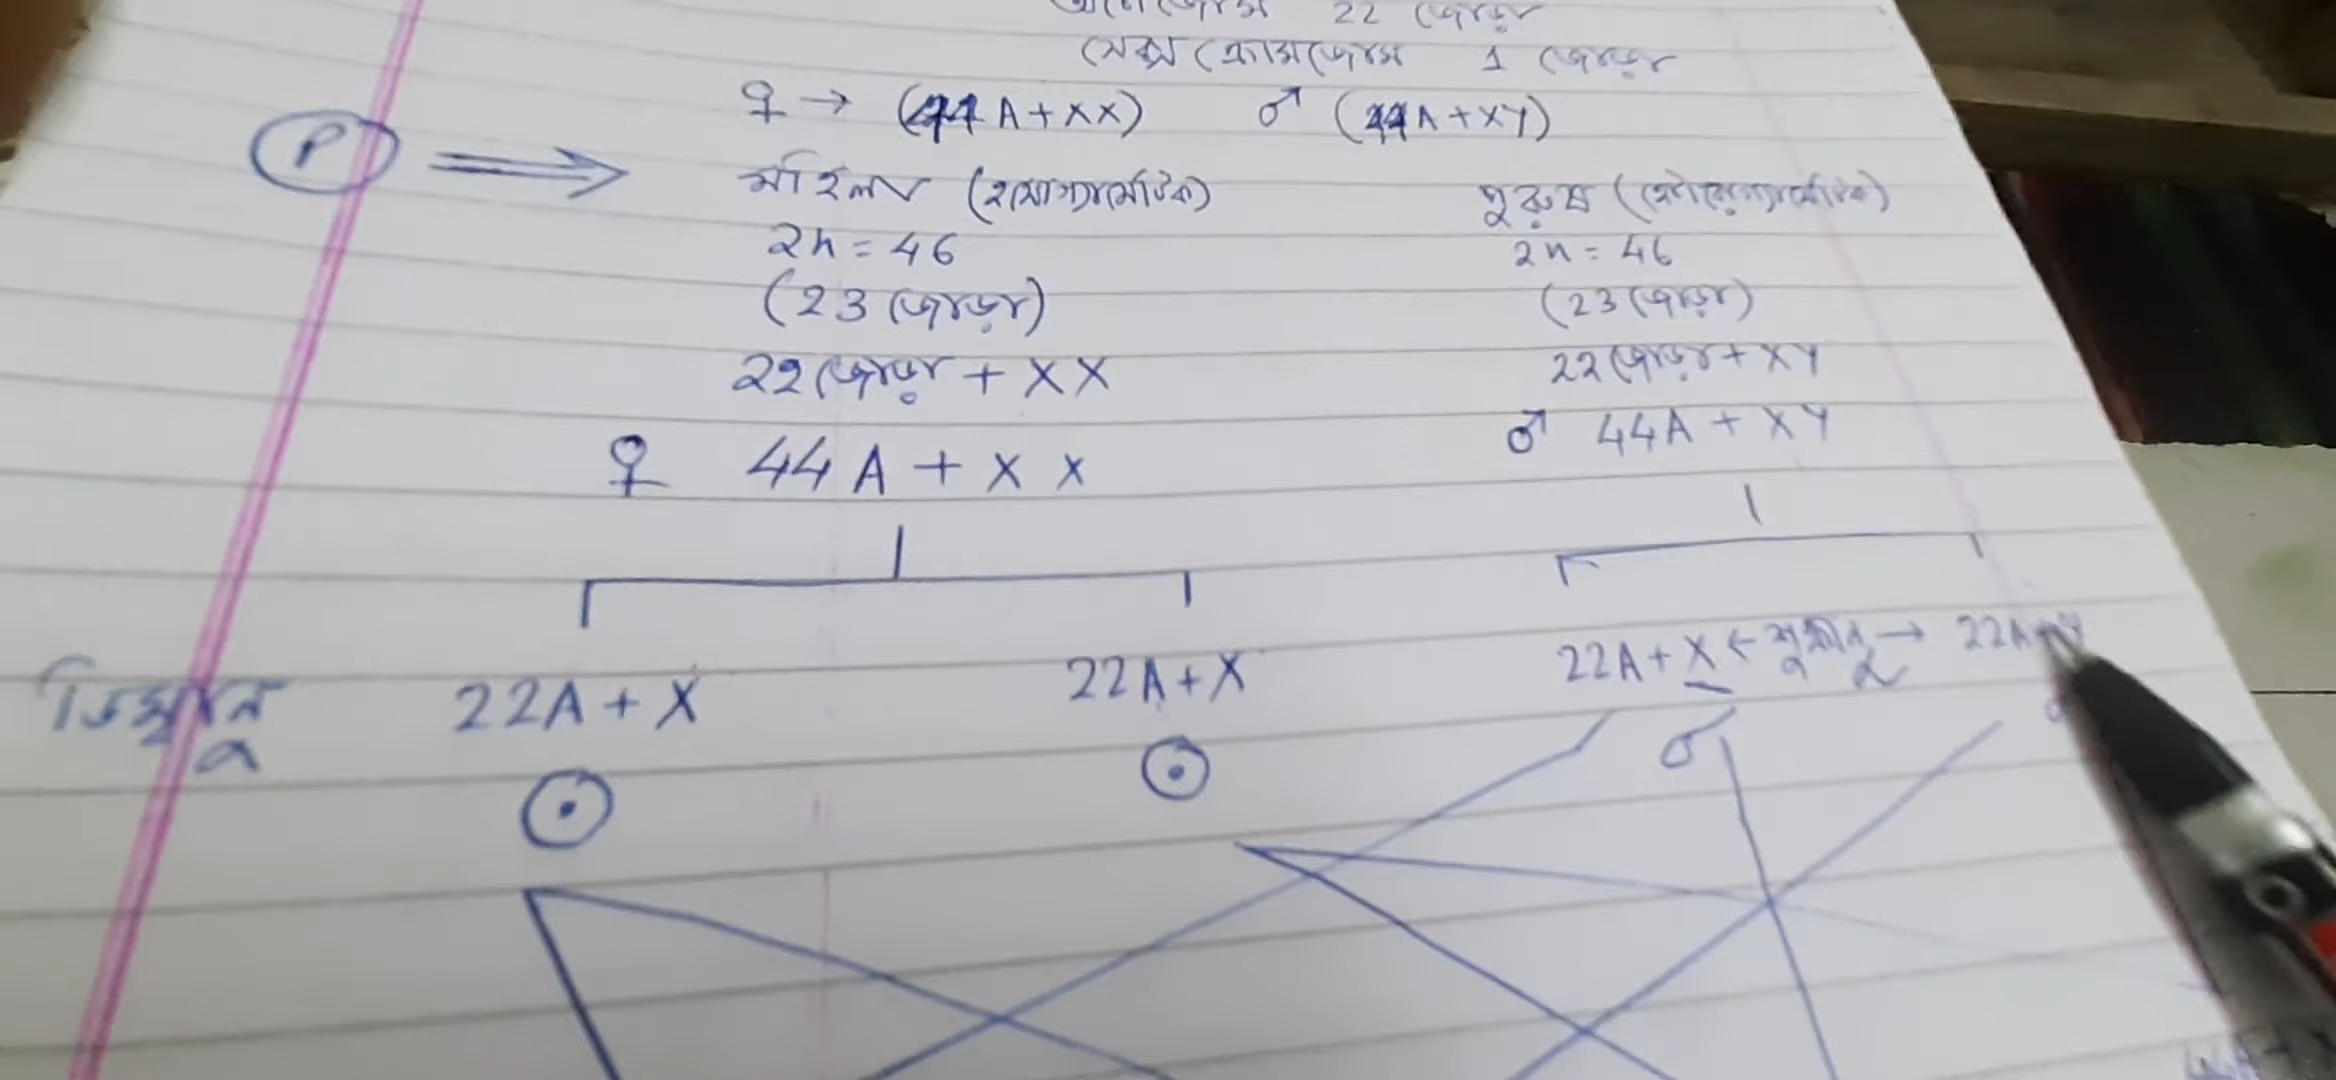 22 জোড়া
সেক্স ক্রোমোজোম 1 জোড়া
♀ → (44A+XX) ♂ (44A+XY)
P ⇒ মহিলা (হোমোগ্যামেটিক) পুরুষ (হেটারোগ্যামেটিক)
2n = 46 2n = 46
(23 জোড়া) (23 জোড়া)
22 জোড়া + XX 22 জোড়া + XY
♀ 44A + XX ♂ 44A + XY
ডিম্বানু 22A + X 22A + X 22A + X ← শুক্রানু → 22A+Y